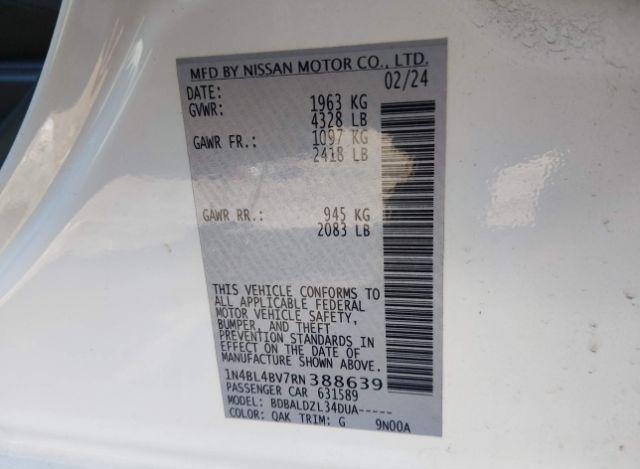 MFD BY NISSAN MOTOR CO., LTD.
DATE: 02/24
GVWR: 1963 KG
4328 LB
GAWR FR.: 1097 KG
2418 LB
GAWR RR.: 945 KG
2083 LB
THIS VEHICLE CONFORMS TO
ALL APPLICABLE FEDERAL
MOTOR VEHICLE SAFETY,
BUMPER, AND THEFT
PREVENTION STANDARDS IN
EFFECT ON THE DATE OF
MANUFACTURE SHOWN ABOVE.
1N4BL4BV7RN388639
PASSENGER CAR 631589
MODEL: BDBALDZL34DUA-----
COLOR: QAK TRIM: G 9N00A